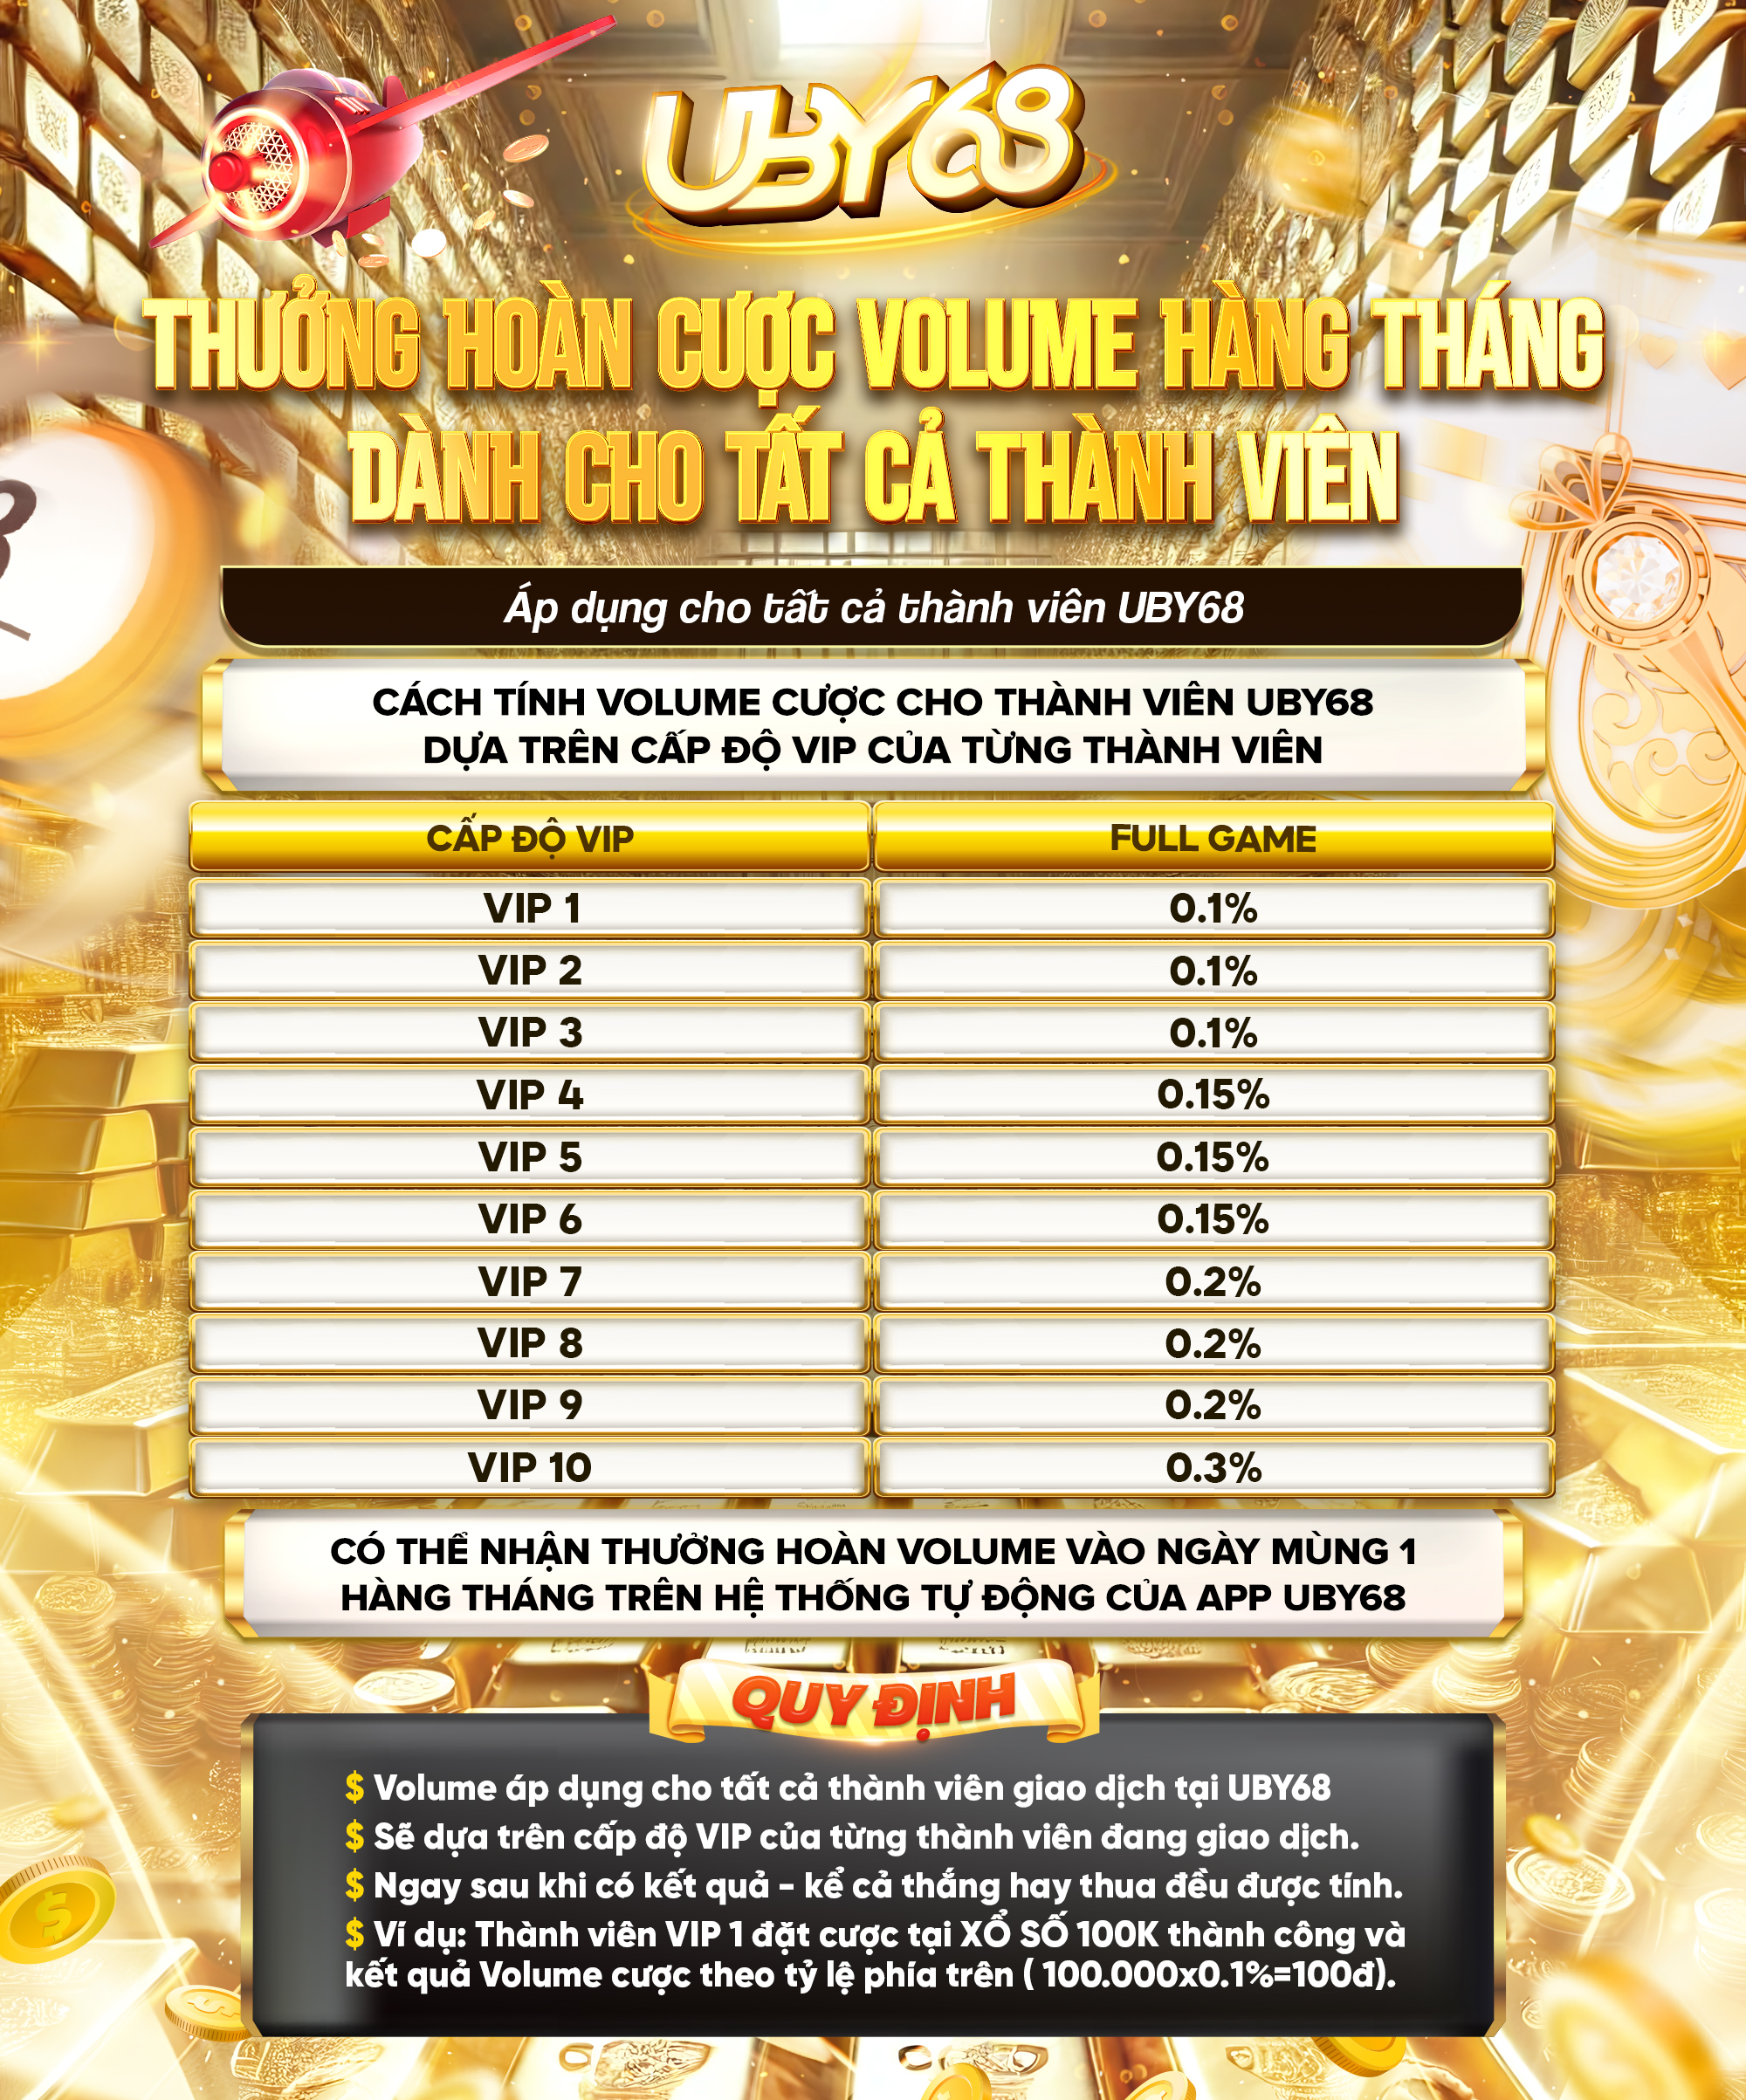 UBY68
THƯỞNG HOÀN CƯỢC VOLUME HÀNG THÁNG
DÀNH CHO TẤT CẢ THÀNH VIÊN
Áp dụng cho tất cả thành viên UBY68
CÁCH TÍNH VOLUME CƯỢC CHO THÀNH VIÊN UBY68
DỰA TRÊN CẤP ĐỘ VIP CỦA TỪNG THÀNH VIÊN
CẤP ĐỘ VIP FULL GAME
VIP 1 0.1%
VIP 2 0.1%
VIP 3 0.1%
VIP 4 0.15%
VIP 5 0.15%
VIP 6 0.15%
VIP 7 0.2%
VIP 8 0.2%
VIP 9 0.2%
VIP 10 0.3%
CÓ THỂ NHẬN THƯỞNG HOÀN VOLUME VÀO NGÀY MÙNG 1
HÀNG THÁNG TRÊN HỆ THỐNG TỰ ĐỘNG CỦA APP UBY68
QUY ĐỊNH
$ Volume áp dụng cho tất cả thành viên giao dịch tại UBY68
$ Sẽ dựa trên cấp độ VIP của từng thành viên đang giao dịch.
$ Ngay sau khi có kết quả - kể cả thắng hay thua đều được tính.
$ Ví dụ: Thành viên VIP 1 đặt cược tại XỔ SỐ 100K thành công và
kết quả Volume cược theo tỷ lệ phía trên ( 100.000x0.1%=100đ).